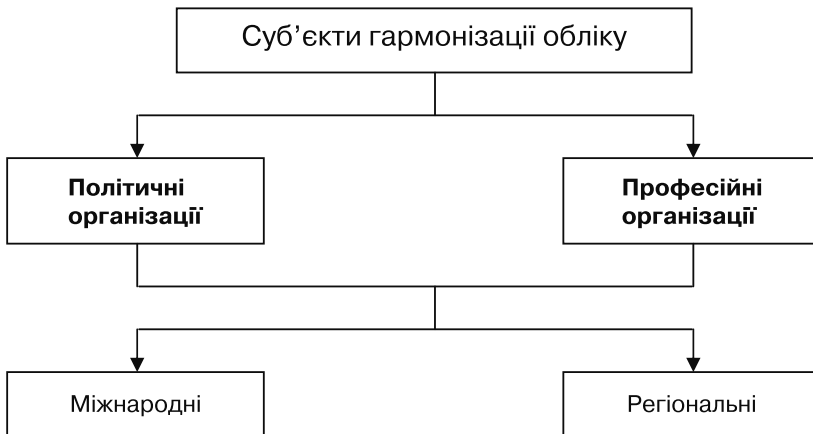 Суб’єкти гармонізації обліку
Політичні
організації
Професійні
організації
Міжнародні
Регіональні